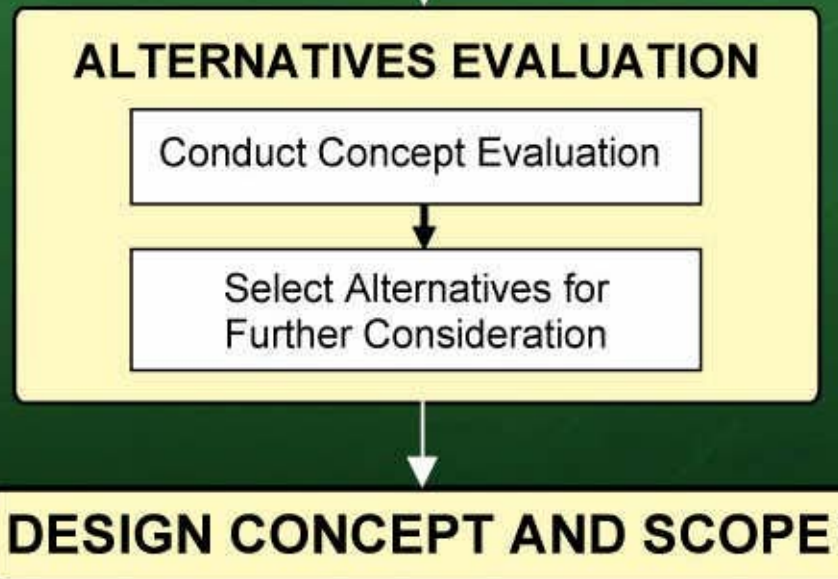 ALTERNATIVES EVALUATION
Conduct Concept Evaluation
Select Alternatives for
Further Consideration
DESIGN CONCEPT AND SCOPE